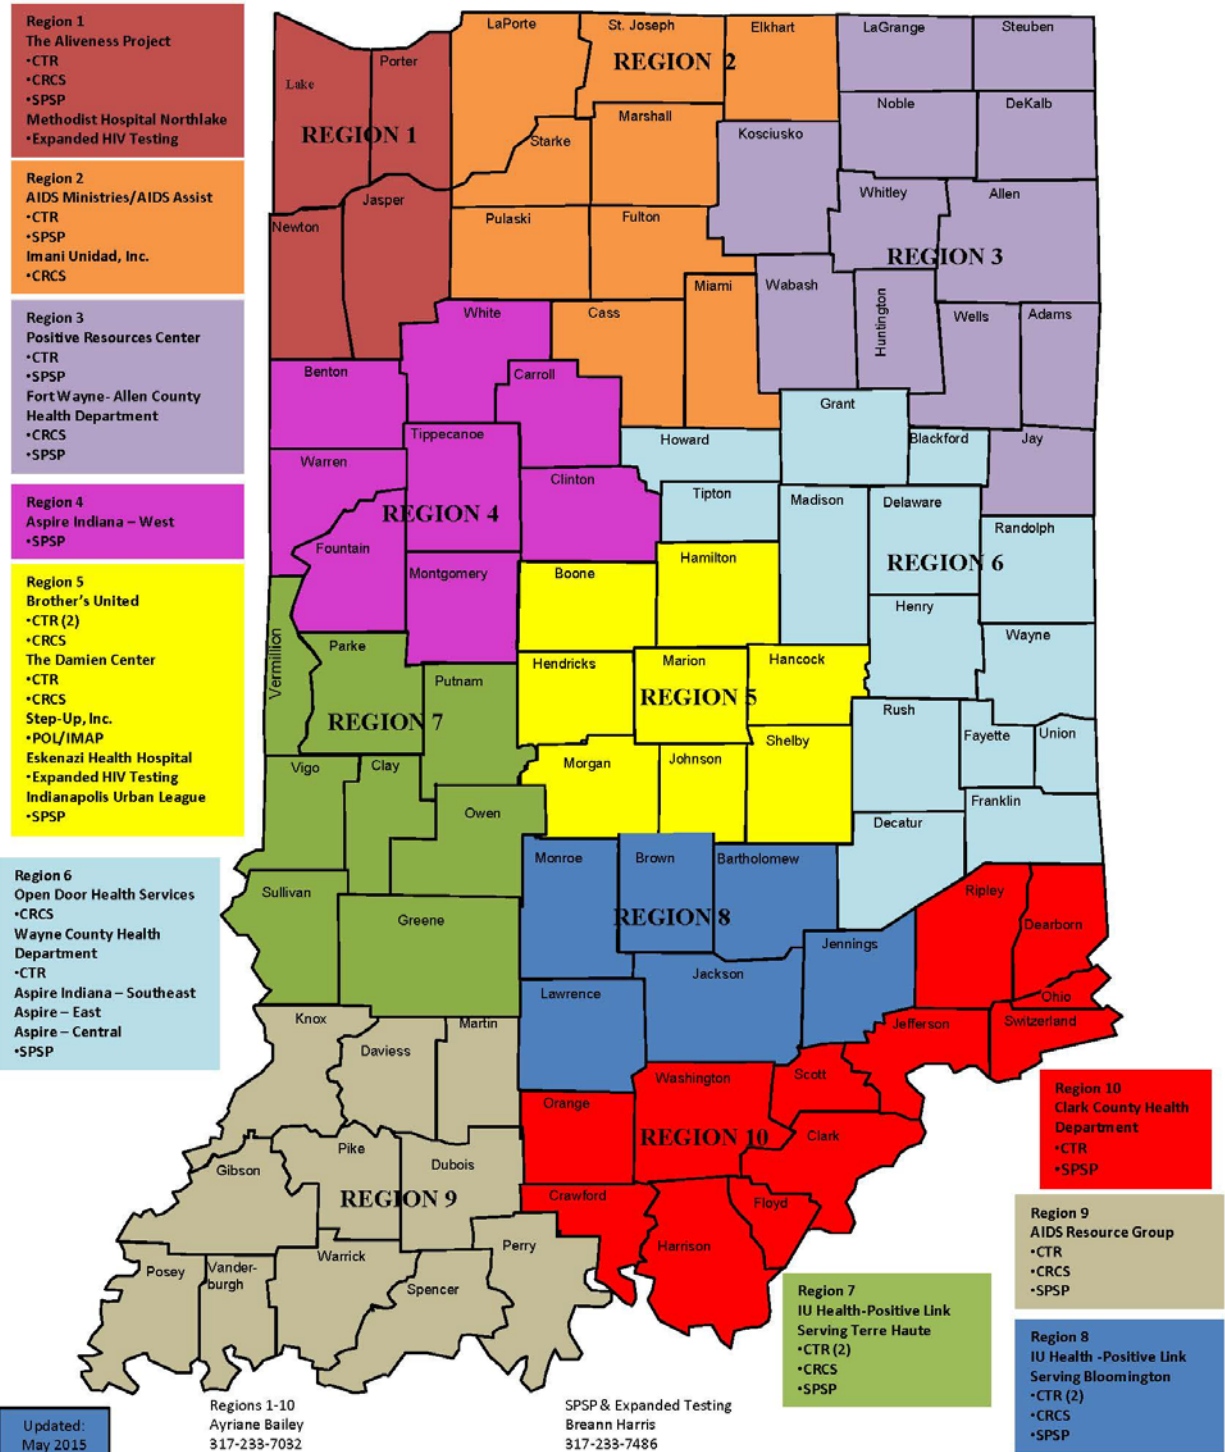 Region 1
The Aliveness Project
•CTR
•CRCS
•SPSP
Methodist Hospital Northlake
•Expanded HIV Testing
Region 2
AIDS Ministries/AIDS Assist
•CTR
•SPSP
Imani Unidad, Inc.
•CRCS
Region 3
Positive Resources Center
•CTR
•SPSP
Fort Wayne- Allen County
Health Department
•CRCS
•SPSP
Region 4
Aspire Indiana – West
•SPSP
Region 5
Brother's United
•CTR (2)
•CRCS
The Damien Center
•CTR
•CRCS
Step-Up, Inc.
•POL/IMAP
Eskenazi Health Hospital
•Expanded HIV Testing
Indianapolis Urban League
•SPSP
Region 6
Open Door Health Services
•CRCS
Wayne County Health
Department
•CTR
Aspire Indiana – Southeast
Aspire – East
Aspire – Central
•SPSP
LaPorte
St. Joseph
Elkhart
LaGrange
Steuben
Lake
Porter
REGION 2
Noble
DeKalb
REGION 1
Starke
Marshall
Kosciusko
Whitley
Allen
Newton
Jasper
Pulaski
Fulton
REGION 3
Miami
Wabash
Huntington
Wells
Adams
White
Cass
Benton
Carroll
Grant
Tippecanoe
Howard
Blackford
Jay
Warren
Clinton
Tipton
Madison
Delaware
Randolph
REGION 4
Fountain
Montgomery
Boone
Hamilton
REGION 6
Henry
Wayne
Vermillion
Parke
Putnam
Hendricks
Marion
Hancock
REGION 7
REGION 5
Rush
Fayette
Union
Vigo
Clay
Morgan
Johnson
Shelby
Owen
Franklin
Decatur
Monroe
Brown
Bartholomew
Sullivan
Greene
REGION 8
Ripley
Dearborn
Jennings
Jackson
Lawrence
Ohio
Knox
Martin
Jefferson
Switzerland
Daviess
Washington
Scott
Orange
REGION 10
Clark
Gibson
Pike
Dubois
REGION 9
Crawford
Floyd
Harrison
Perry
Posey
Vander-
burgh
Warrick
Spencer
Region 10
Clark County Health
Department
•CTR
•SPSP
Region 9
AIDS Resource Group
•CTR
•CRCS
•SPSP
Region 7
IU Health-Positive Link
Serving Terre Haute
•CTR (2)
•CRCS
•SPSP
Region 8
IU Health -Positive Link
Serving Bloomington
•CTR (2)
•CRCS
•SPSP
Updated:
May 2015
Regions 1-10
Ayriane Bailey
317-233-7032
SPSP & Expanded Testing
Breann Harris
317-233-7486